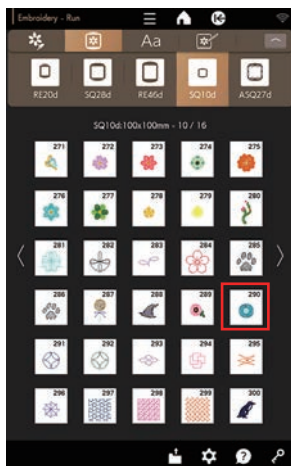 Embroidery - Run
Aa
RE20d SQ28d RE46d SQ10d ASQ27d
SQ10d:100x100mm - 10 / 16
271 272 273 274 275
276 277 278 279 280
281 282 283 284 285
286 287 288 289 290
291 292 293 294 295
296 297 298 299 300
?